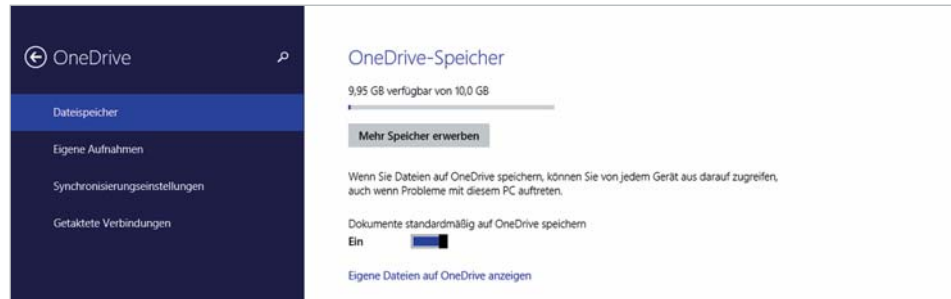 OneDrive
Dateispeicher
Eigene Aufnahmen
Synchronisierungseinstellungen
Getaktete Verbindungen
OneDrive-Speicher
9,95 GB verfügbar von 10,0 GB
Mehr Speicher erwerben
Wenn Sie Dateien auf OneDrive speichern, können Sie von jedem Gerät aus darauf zugreifen,
auch wenn Probleme mit diesem PC auftreten.
Dokumente standardmäßig auf OneDrive speichern
Ein
Eigene Dateien auf OneDrive anzeigen